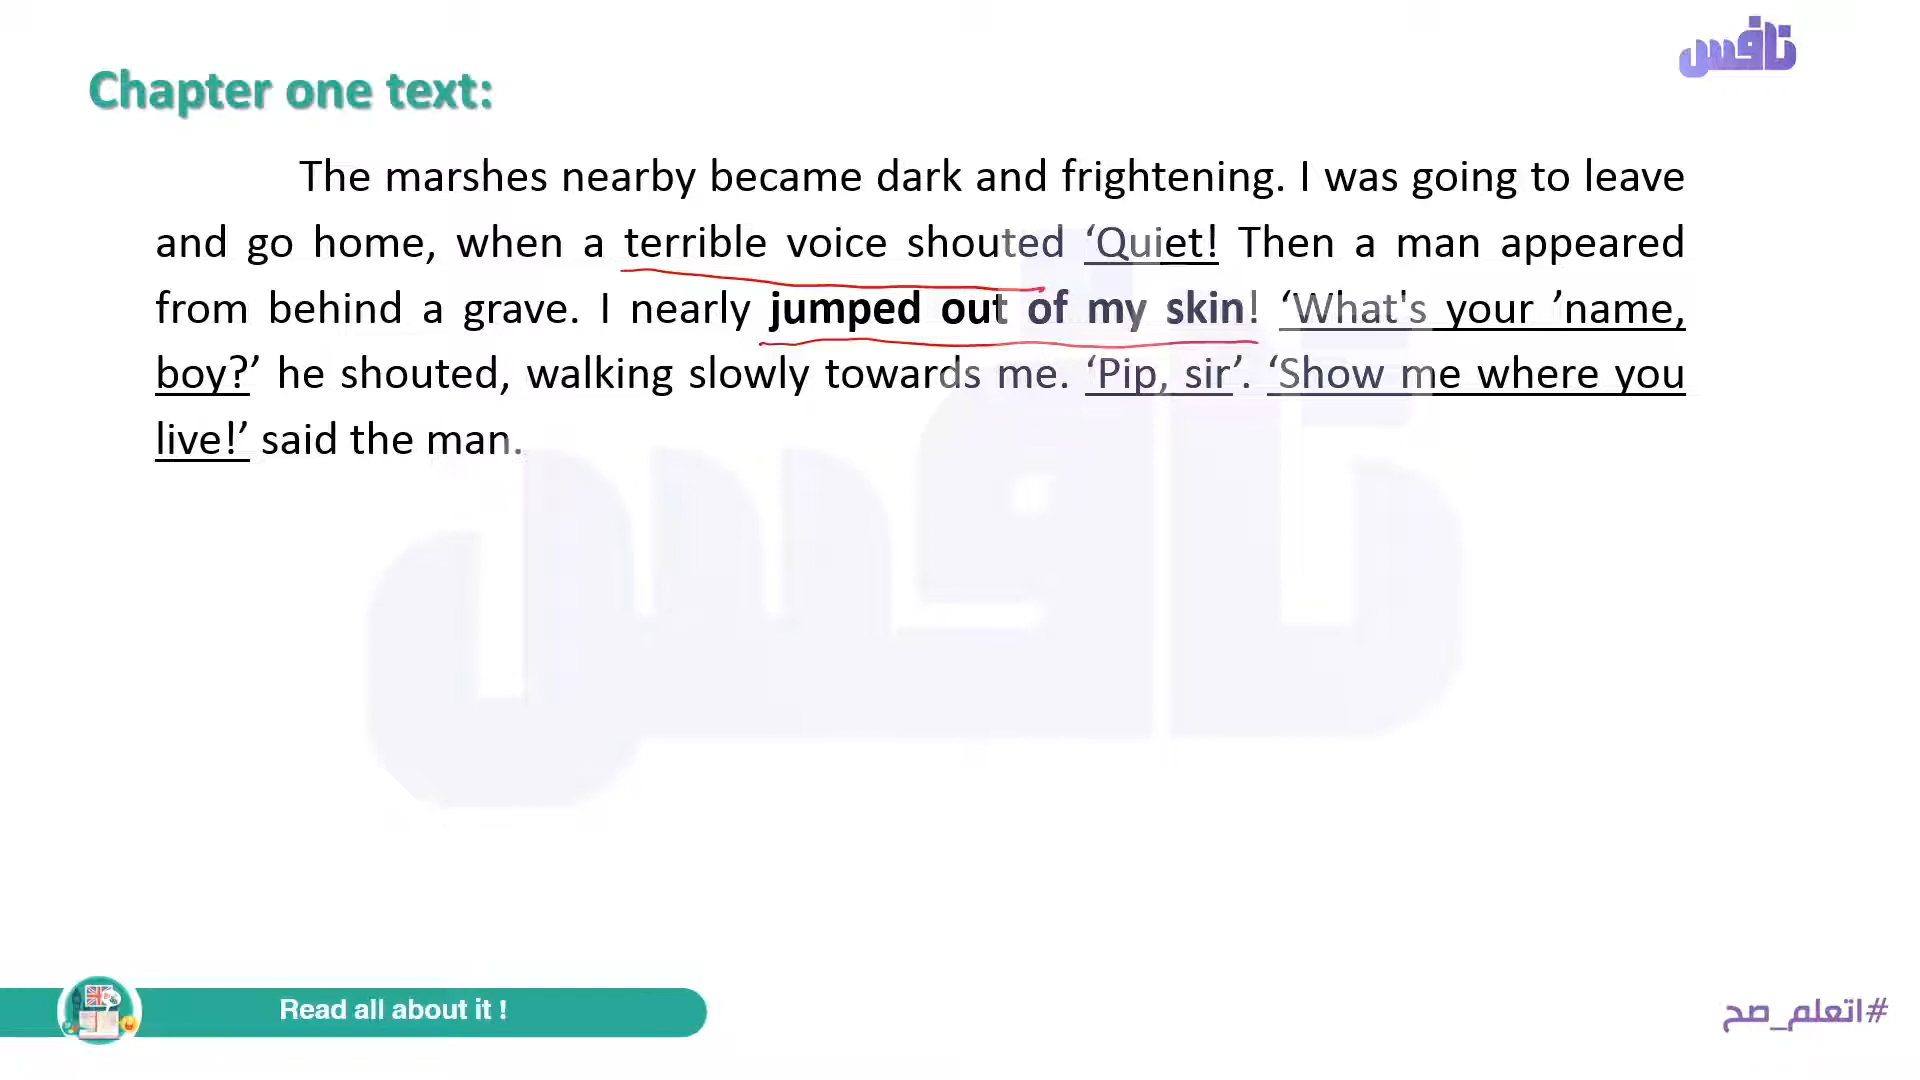 نافس
Chapter one text:
The marshes nearby became dark and frightening. I was going to leave
and go home, when a terrible voice shouted ‘Quiet! Then a man appeared
from behind a grave. I nearly jumped out of my skin! ‘What's your ’name,
boy?’ he shouted, walking slowly towards me. ‘Pip, sir’. ‘Show me where you
live!’ said the man.
نافس
Read all about it !
#اتعلم_صح